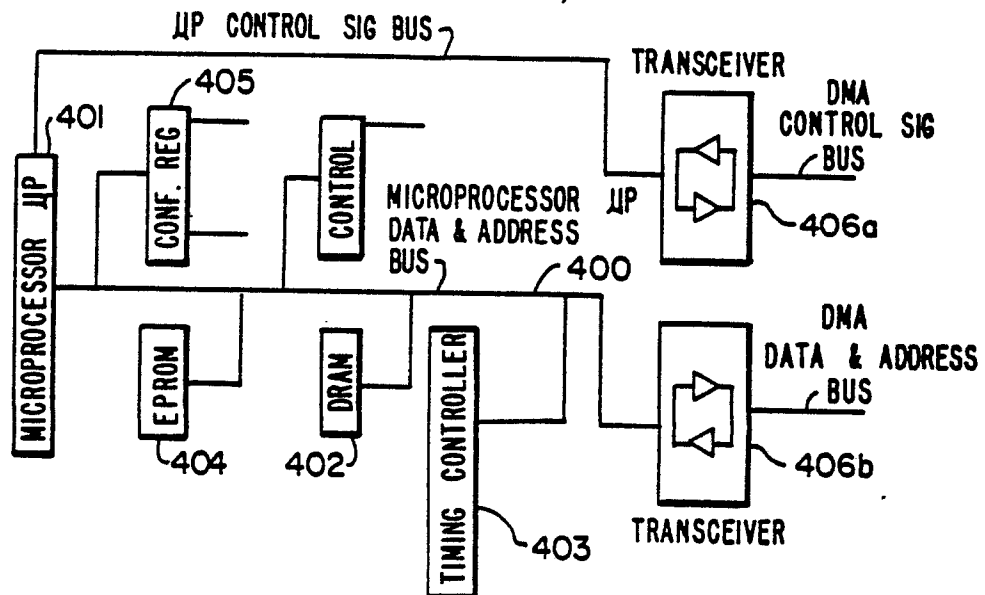 μP CONTROL SIG BUS
TRANSCEIVER
405
401
DMA
CONTROL SIG
BUS
MICROPROCESSOR μP
CONF. REG
CONTROL
MICROPROCESSOR
DATA & ADDRESS
BUS
μP
406a
400
DMA
DATA & ADDRESS
BUS
EPROM
DRAM
TIMING CONTROLLER
404
402
406b
403
TRANSCEIVER